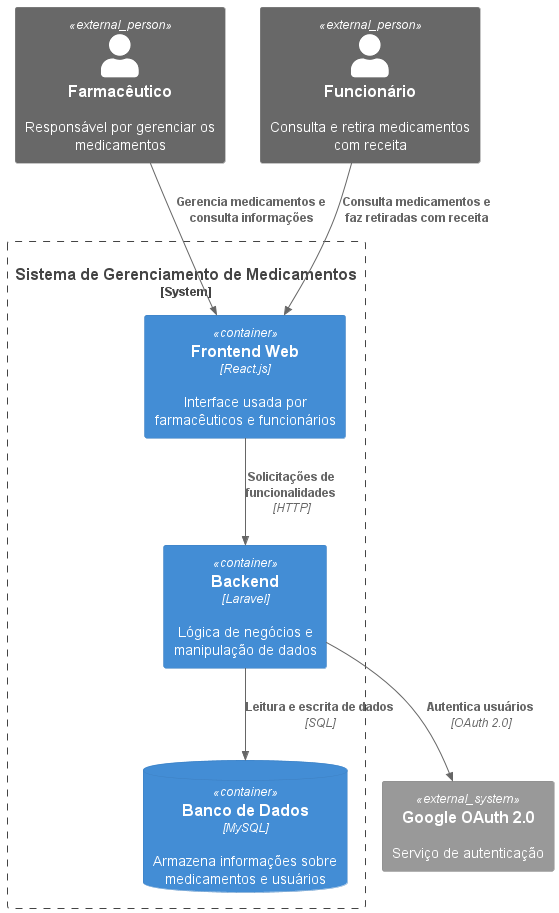 «external_person»
Farmacêutico
Responsável por gerenciar os
medicamentos
«external_person»
Funcionário
Consulta e retira medicamentos
com receita
Gerencia medicamentos e
consulta informações
Consulta medicamentos e
faz retiradas com receita
Sistema de Gerenciamento de Medicamentos
[System]
«container»
Frontend Web
[React.js]
Interface usada por
farmacêuticos e funcionários
Solicitações de
funcionalidades
[HTTP]
«container»
Backend
[Laravel]
Lógica de negócios e
manipulação de dados
Leitura e escrita de dados
[SQL]
Autentica usuários
[OAuth 2.0]
«container»
Banco de Dados
[MySQL]
Armazena informações sobre
medicamentos e usuários
«external_system»
Google OAuth 2.0
Serviço de autenticação